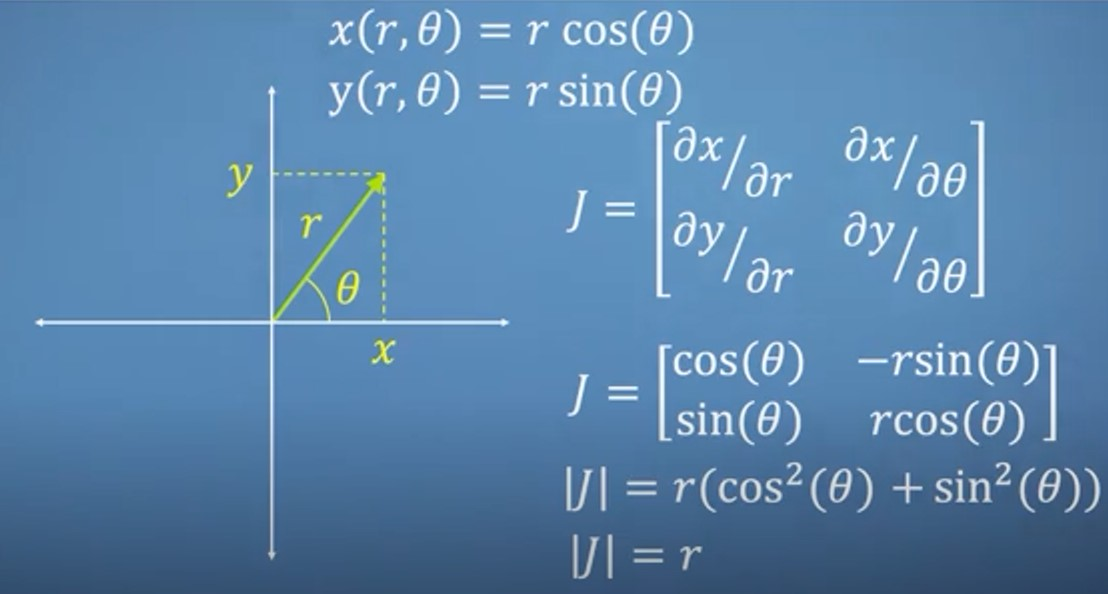 x(r, θ) = r cos(θ)
y(r, θ) = r sin(θ)
y
r
θ
x
J = [∂x/∂r ∂x/∂θ
∂y/∂r ∂y/∂θ]
J = [cos(θ) −rsin(θ)
sin(θ) rcos(θ)]
|J| = r(cos²(θ) + sin²(θ))
|J| = r